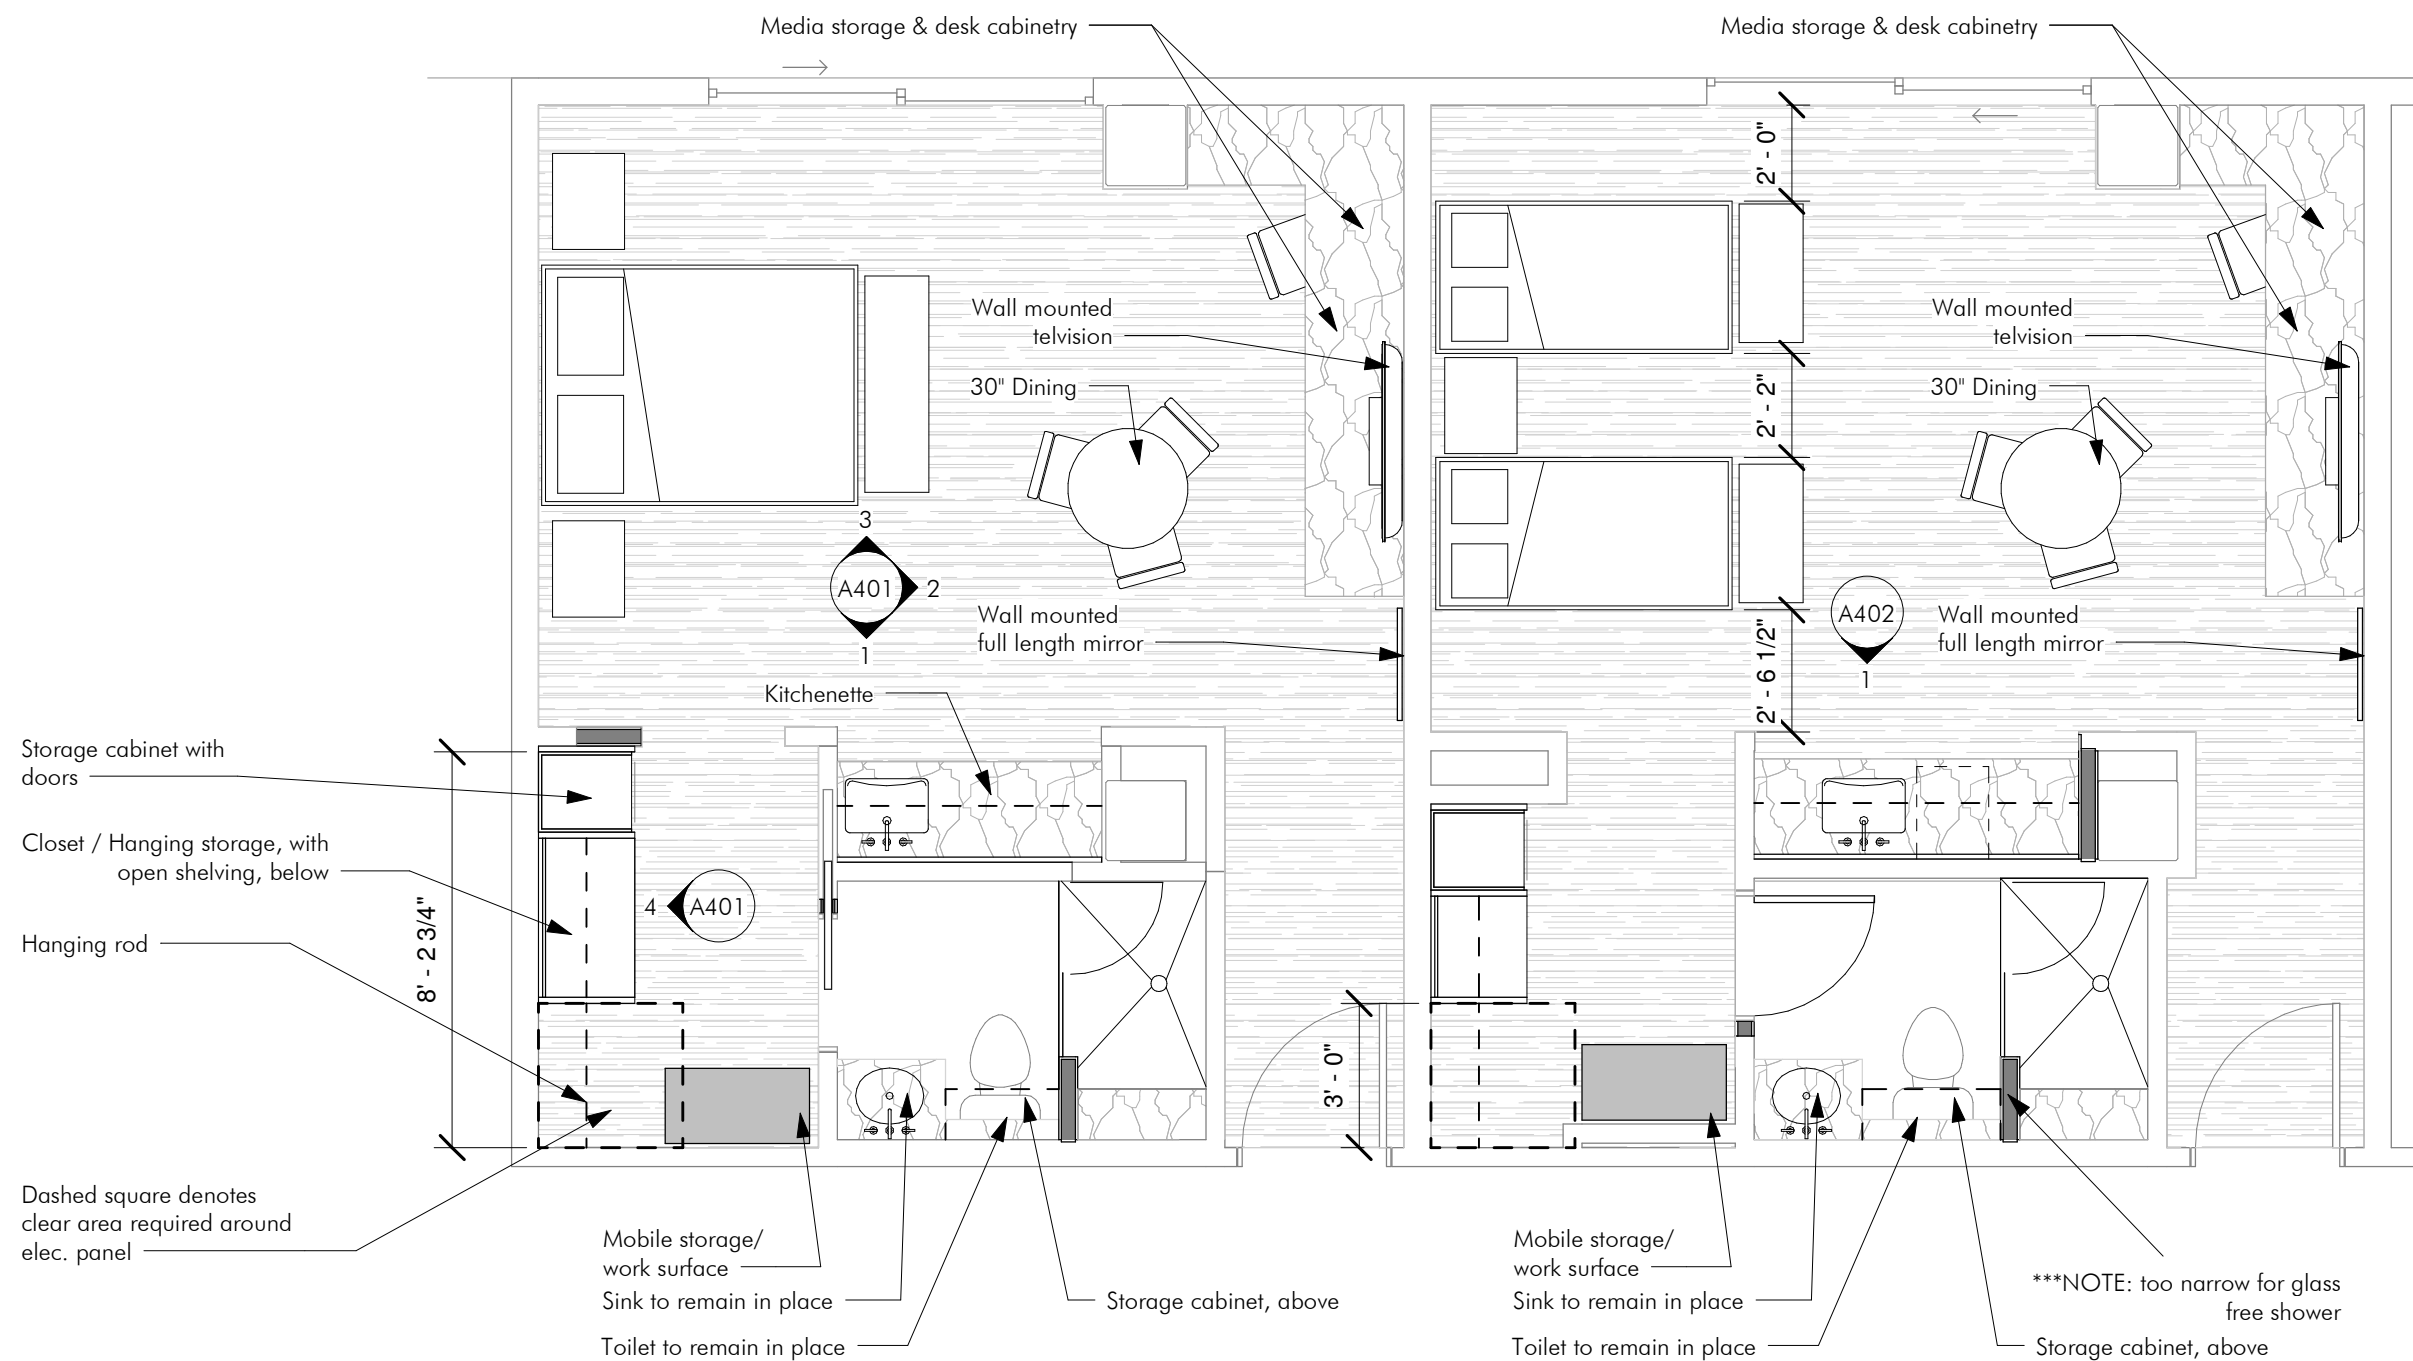 Media storage & desk cabinetry
Media storage & desk cabinetry
2' - 0"
Wall mounted
telvision
Wall mounted
telvision
30" Dining
2' - 2"
30" Dining
3
A401
2
1
Wall mounted
full length mirror
2' - 6 1/2"
A402
1
Wall mounted
full length mirror
Kitchenette
Storage cabinet with
doors
Closet / Hanging storage, with
open shelving, below
Hanging rod
8' - 2 3/4"
4
A401
3' - 0"
Dashed square denotes
clear area required around
elec. panel
Mobile storage/
work surface
Sink to remain in place
Toilet to remain in place
Storage cabinet, above
Mobile storage/
work surface
Sink to remain in place
Toilet to remain in place
***NOTE: too narrow for glass
free shower
Storage cabinet, above